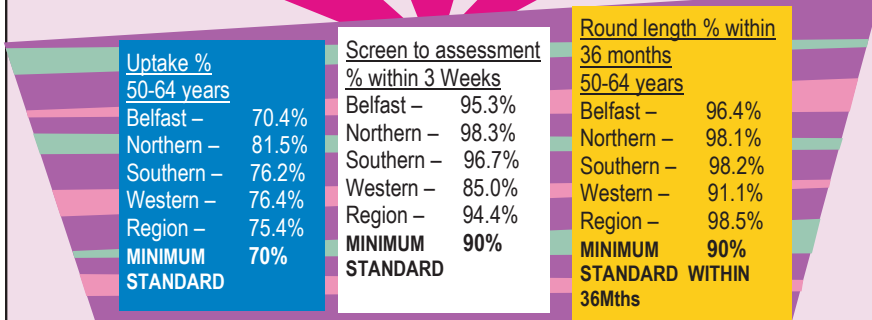 Uptake %
50-64 years
Belfast – 70.4%
Northern – 81.5%
Southern – 76.2%
Western – 76.4%
Region – 75.4%
MINIMUM 70%
STANDARD
Screen to assessment
% within 3 Weeks
Belfast – 95.3%
Northern – 98.3%
Southern – 96.7%
Western – 85.0%
Region – 94.4%
MINIMUM 90%
STANDARD
Round length % within
36 months
50-64 years
Belfast – 96.4%
Northern – 98.1%
Southern – 98.2%
Western – 91.1%
Region – 98.5%
MINIMUM 90%
STANDARD WITHIN
36Mths